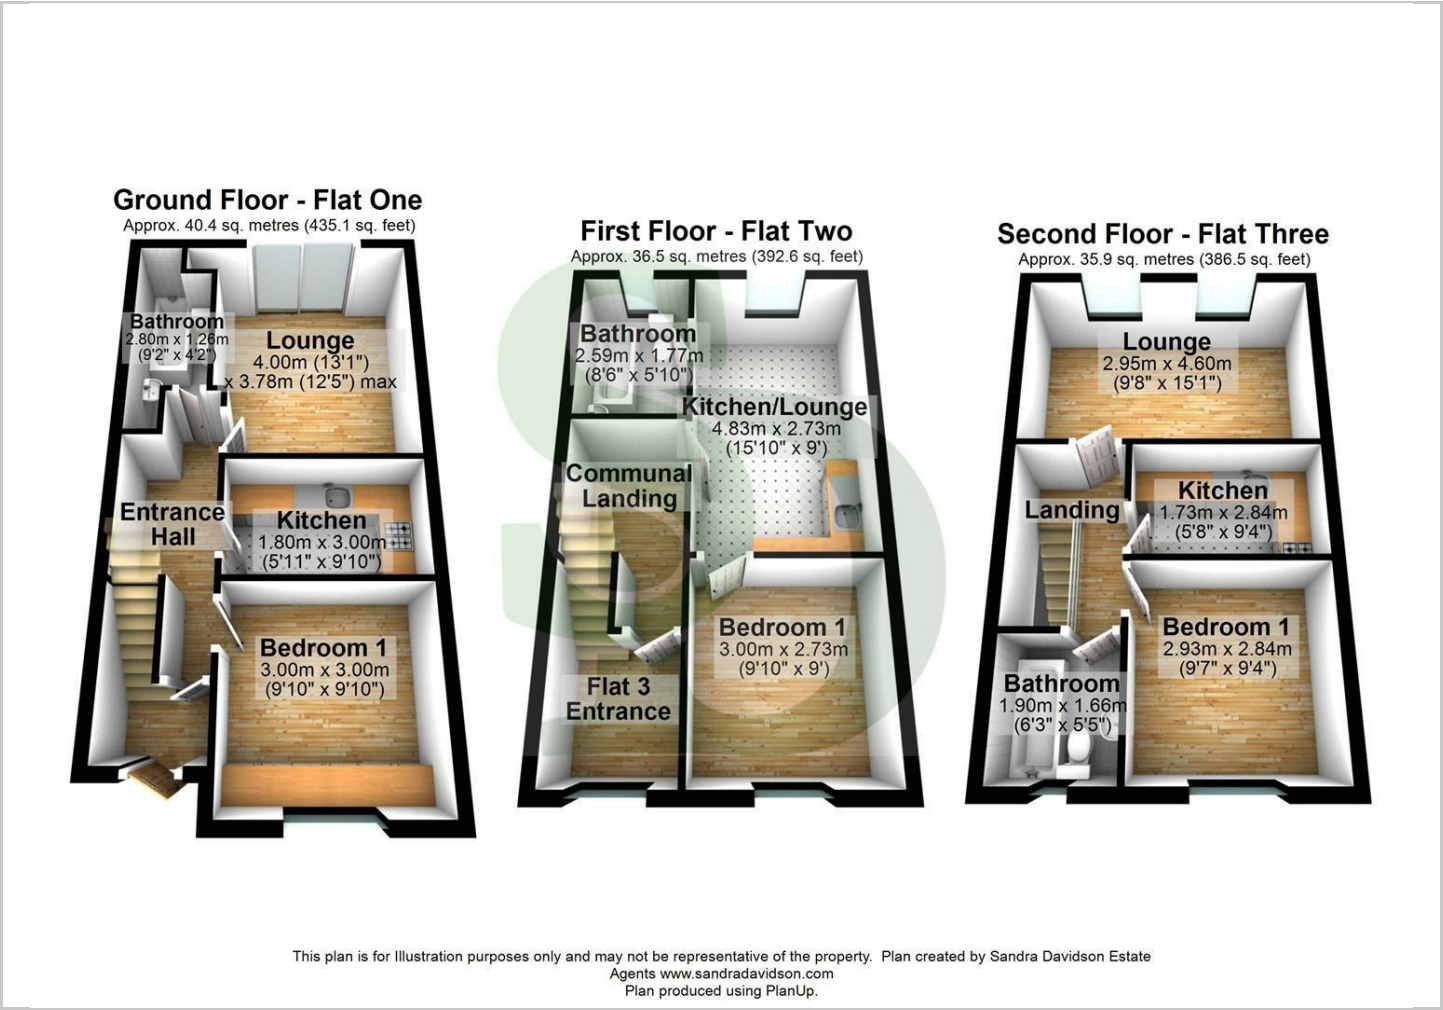 Ground Floor - Flat One
Approx. 40.4 sq. metres (435.1 sq. feet)
Bathroom
2.80m x 1.26m
(9'2" x 4'2")
Lounge
4.00m (13'1")
x 3.78m (12'5") max
Entrance
Hall
Kitchen
1.80m x 3.00m
(5'11" x 9'10")
Bedroom 1
3.00m x 3.00m
(9'10" x 9'10")
First Floor - Flat Two
Approx. 36.5 sq. metres (392.6 sq. feet)
Bathroom
2.59m x 1.77m
(8'6" x 5'10")
Kitchen/Lounge
4.83m x 2.73m
(15'10" x 9')
Communal
Landing
Bedroom 1
3.00m x 2.73m
(9'10" x 9')
Flat 3
Entrance
Second Floor - Flat Three
Approx. 35.9 sq. metres (386.5 sq. feet)
Lounge
2.95m x 4.60m
(9'8" x 15'1")
Landing
Kitchen
1.73m x 2.84m
(5'8" x 9'4")
Bedroom 1
2.93m x 2.84m
(9'7" x 9'4")
Bathroom
1.90m x 1.66m
(6'3" x 5'5")
This plan is for Illustration purposes only and may not be representative of the property.  Plan created by Sandra Davidson Estate
Agents www.sandradavidson.com
Plan produced using PlanUp.